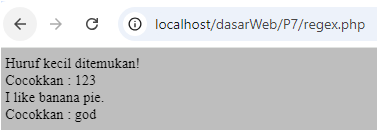 localhost/dasarWeb/P7/regex.php
Huruf kecil ditemukan!
Cocokkan : 123
I like banana pie.
Cocokkan : god